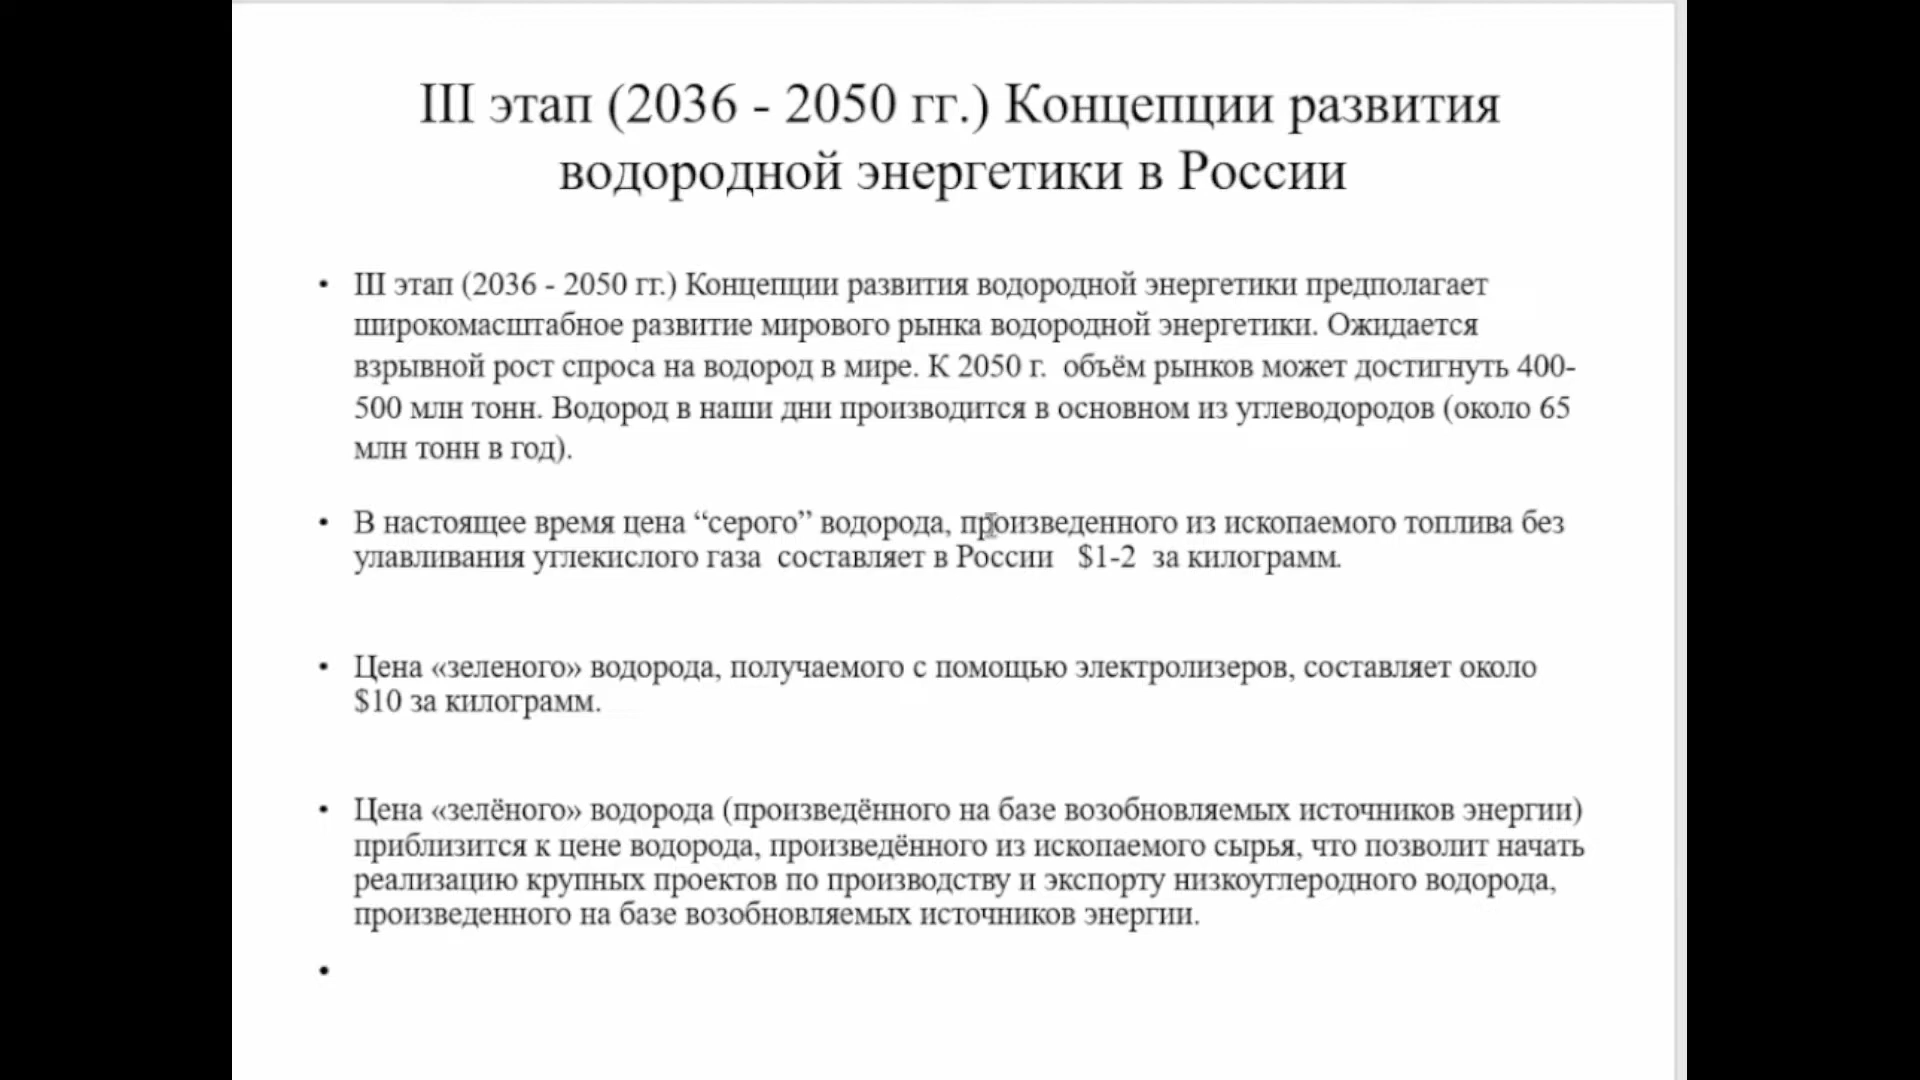 III этап (2036 - 2050 гг.) Концепции развития
водородной энергетики в России
• III этап (2036 - 2050 гг.) Концепции развития водородной энергетики предполагает
широкомасштабное развитие мирового рынка водородной энергетики. Ожидается
взрывной рост спроса на водород в мире. К 2050 г.  объём рынков может достигнуть 400-
500 млн тонн. Водород в наши дни производится в основном из углеводородов (около 65
млн тонн в год).
• В настоящее время цена “серого” водорода, произведенного из ископаемого топлива без
улавливания углекислого газа  составляет в России   $1-2  за килограмм.
• Цена «зеленого» водорода, получаемого с помощью электролизеров, составляет около
$10 за килограмм.
• Цена «зелёного» водорода (произведённого на базе возобновляемых источников энергии)
приблизится к цене водорода, произведённого из ископаемого сырья, что позволит начать
реализацию крупных проектов по производству и экспорту низкоуглеродного водорода,
произведенного на базе возобновляемых источников энергии.
•